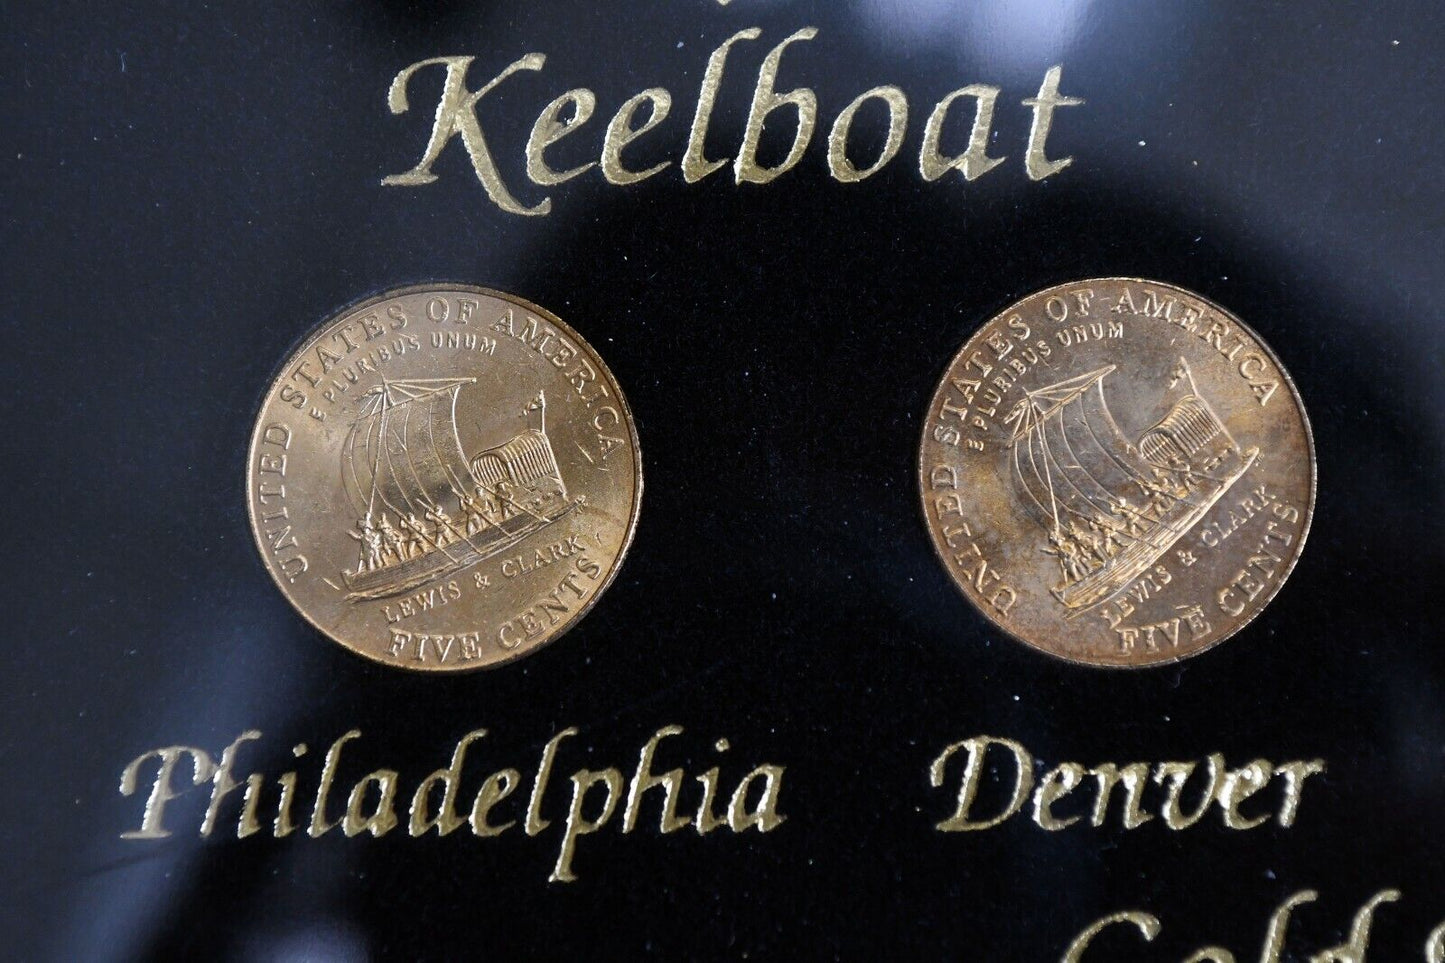 Keelboat
UNITED STATES OF AMERICA
E PLURIBUS UNUM
LEWIS & CLARK
FIVE CENTS
UNITED STATES OF AMERICA
E PLURIBUS UNUM
LEWIS & CLARK
FIVE CENTS
Philadelphia Denver
Gold